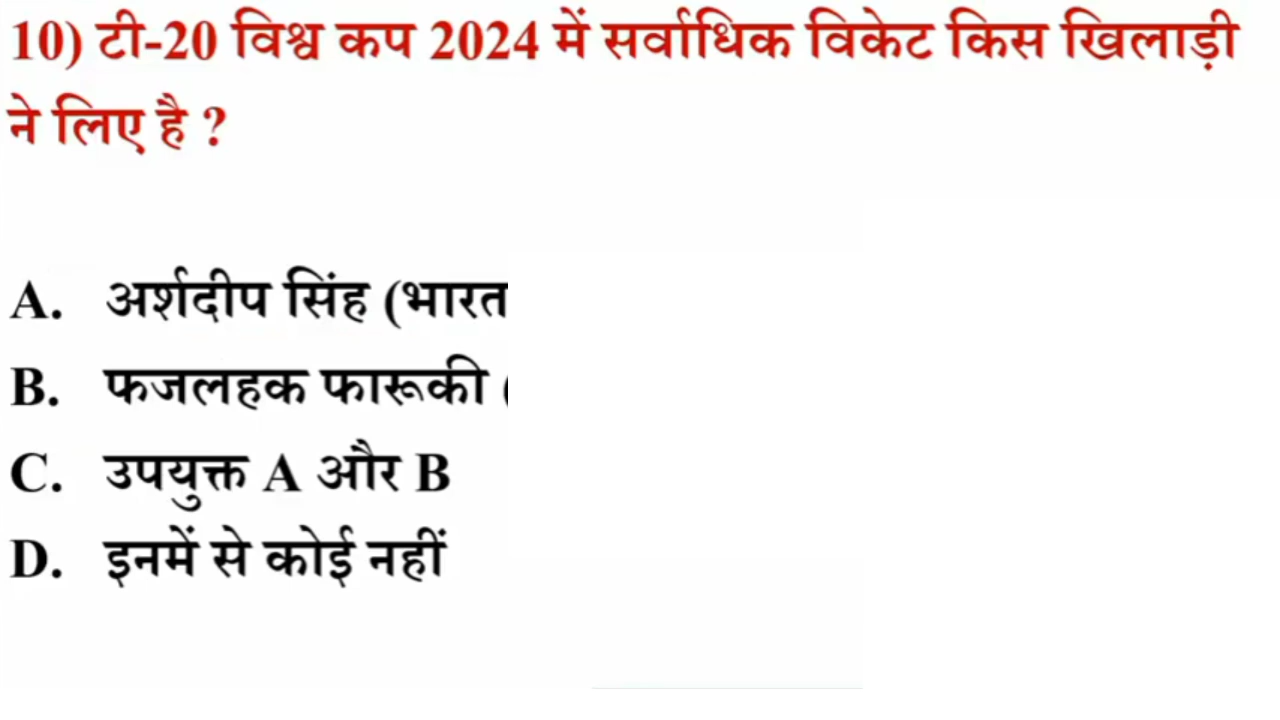 10) टी-20 विश्व कप 2024 में सर्वाधिक विकेट किस खिलाड़ी
ने लिए है ?
A. अर्शदीप सिंह (भारत
B. फजलहक फारूकी (
C. उपयुक्त A और B
D. इनमें से कोई नहीं